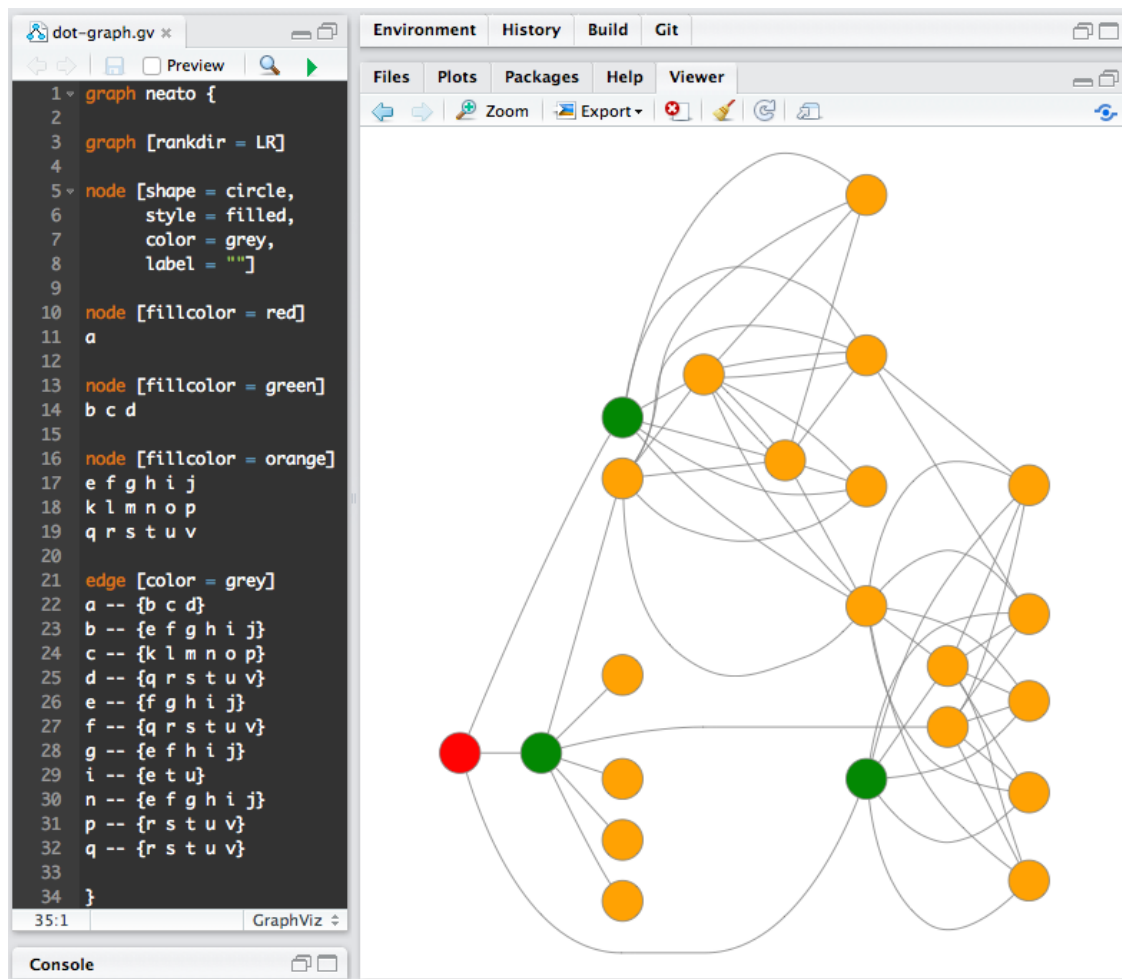 dot-graph.gv
Preview
1 graph neato {
2
3 graph [rankdir = LR]
4
5 node [shape = circle,
6 style = filled,
7 color = grey,
8 label = ""]
9
10 node [fillcolor = red]
11 a
12
13 node [fillcolor = green]
14 b c d
15
16 node [fillcolor = orange]
17 e f g h i j
18 k l m n o p
19 q r s t u v
20
21 edge [color = grey]
22 a -- {b c d}
23 b -- {e f g h i j}
24 c -- {k l m n o p}
25 d -- {q r s t u v}
26 e -- {f g h i j}
27 f -- {q r s t u v}
28 g -- {e f h i j}
29 i -- {e t u}
30 n -- {e f g h i j}
31 p -- {r s t u v}
32 q -- {r s t u v}
33
34 }
35:1 GraphViz
Console
Environment History Build Git
Files Plots Packages Help Viewer
Zoom Export